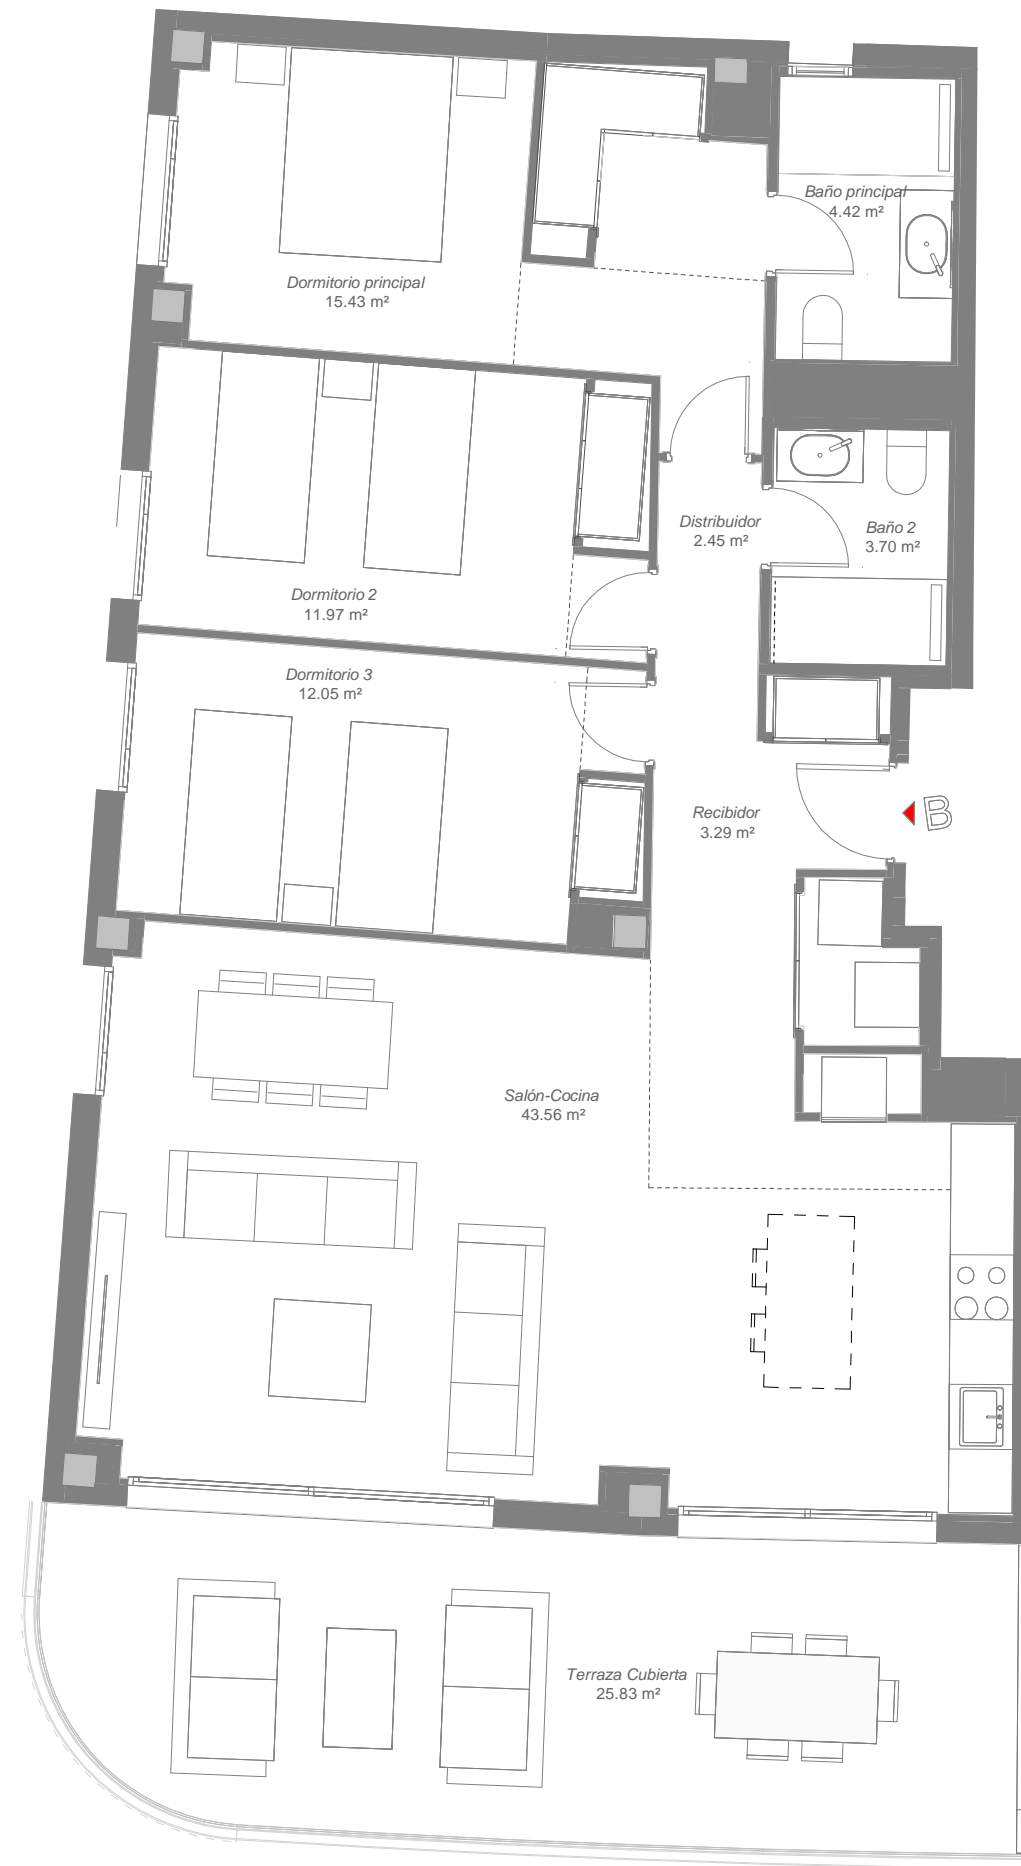 Baño principal
4.42 m²
Dormitorio principal
15.43 m²
Distribuidor
2.45 m²
Baño 2
3.70 m²
Dormitorio 2
11.97 m²
Dormitorio 3
12.05 m²
Recibidor
3.29 m²
B
Salón-Cocina
43.56 m²
Terraza Cubierta
25.83 m²